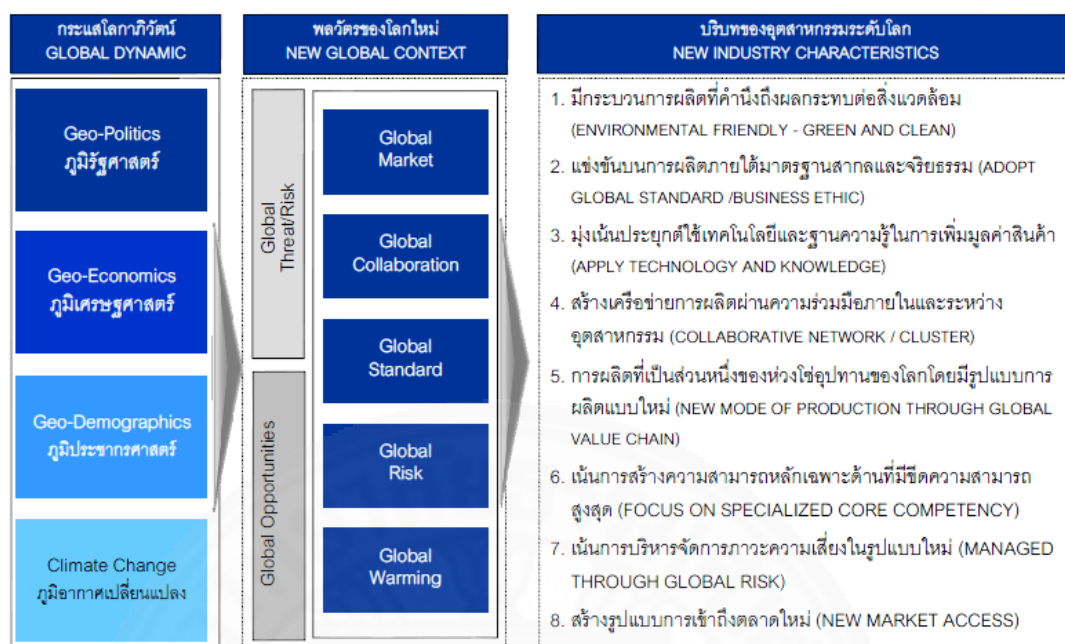 กระแสโลกาภิวัตน์
GLOBAL DYNAMIC
Geo-Politics
ภูมิรัฐศาสตร์
Geo-Economics
ภูมิเศรษฐศาสตร์
Geo-Demographics
ภูมิประชากรศาสตร์
Climate Change
ภูมิอากาศเปลี่ยนแปลง
พลวัตรของโลกใหม่
NEW GLOBAL CONTEXT
Global
Threat/Risk
Global Opportunities
Global
Market
Global
Collaboration
Global
Standard
Global
Risk
Global
Warming
บริบทของอุตสาหกรรมระดับโลก
NEW INDUSTRY CHARACTERISTICS
1. มีกระบวนการผลิตที่คำนึงถึงผลกระทบต่อสิ่งแวดล้อม
(ENVIRONMENTAL FRIENDLY - GREEN AND CLEAN)
2. แข่งขันบนการผลิตภายใต้มาตรฐานสากลและจริยธรรม (ADOPT
GLOBAL STANDARD /BUSINESS ETHIC)
3. มุ่งเน้นประยุกต์ใช้เทคโนโลยีและฐานความรู้ในการเพิ่มมูลค่าสินค้า
(APPLY TECHNOLOGY AND KNOWLEDGE)
4. สร้างเครือข่ายการผลิตผ่านความร่วมมือภายในและระหว่าง
อุตสาหกรรม (COLLABORATIVE NETWORK / CLUSTER)
5. การผลิตที่เป็นส่วนหนึ่งของห่วงโซ่อุปทานของโลกโดยมีรูปแบบการ
ผลิตแบบใหม่ (NEW MODE OF PRODUCTION THROUGH GLOBAL
VALUE CHAIN)
6. เน้นการสร้างความสามารถหลักเฉพาะด้านที่มีขีดความสามารถ
สูงสุด (FOCUS ON SPECIALIZED CORE COMPETENCY)
7. เน้นการบริหารจัดการภาวะความเสี่ยงในรูปแบบใหม่ (MANAGED
THROUGH GLOBAL RISK)
8. สร้างรูปแบบการเข้าถึงตลาดใหม่ (NEW MARKET ACCESS)